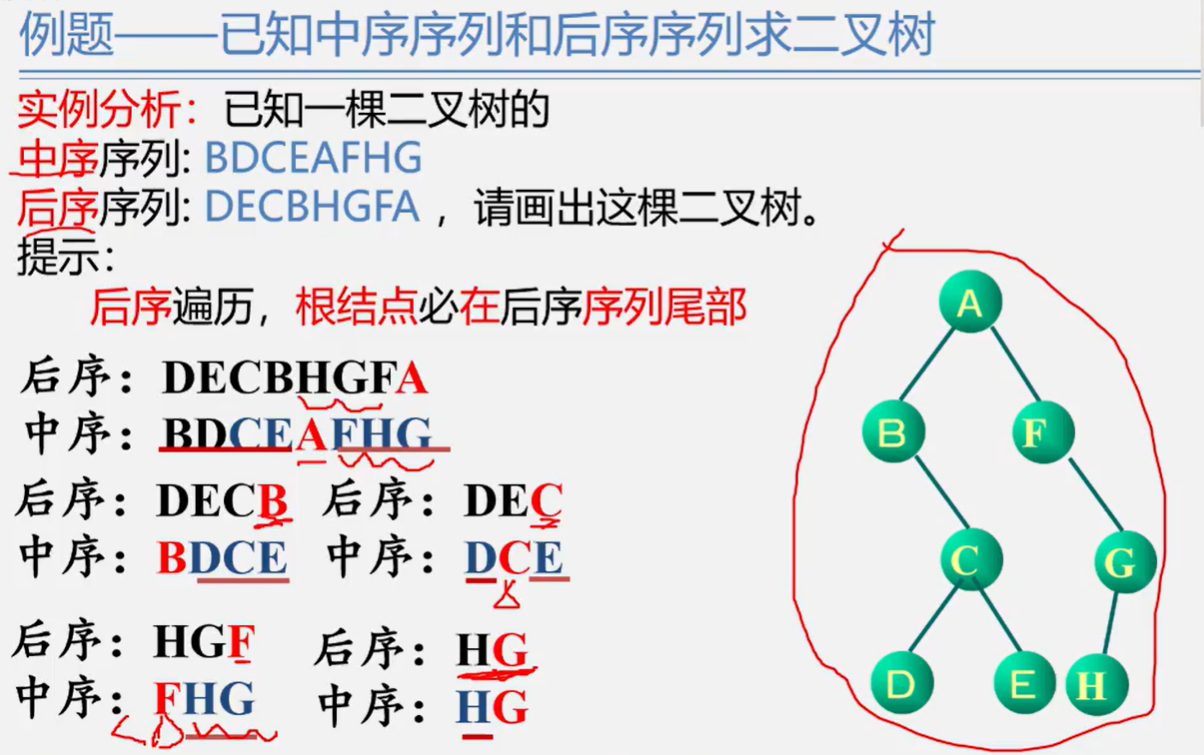 例题——已知中序序列和后序序列求二叉树
实例分析：已知一棵二叉树的
中序序列: BDCEAFHG
后序序列: DECBHGFA ，请画出这棵二叉树。
提示：
后序遍历，根结点必在后序序列尾部
后序：DECBHGFA
中序：BDCEAFHG
后序：DECB 后序：DEC
中序：BDCE 中序：DCE
后序：HGF 后序：HG
中序：FHG 中序：HG
A
B F
C G
D E H